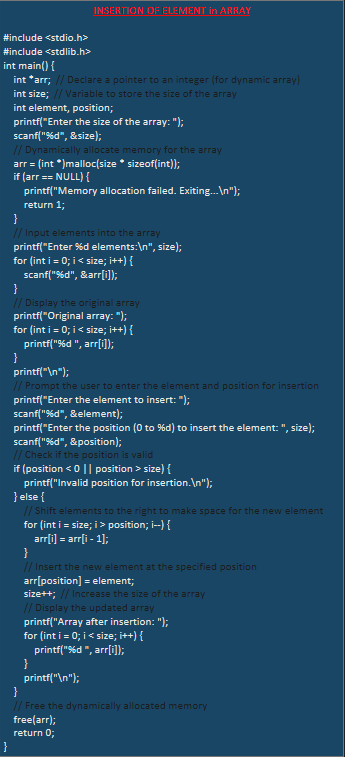 INSERTION OF ELEMENT in ARRAY
#include <stdio.h>
#include <stdlib.h>
int main() {
int *arr; // Declare a pointer to an integer (for dynamic array)
int size; // Variable to store the size of the array
int element, position;
printf("Enter the size of the array: ");
scanf("%d", &size);
// Dynamically allocate memory for the array
arr = (int *)malloc(size * sizeof(int));
if (arr == NULL) {
printf("Memory allocation failed. Exiting...\n");
return 1;
}
// Input elements into the array
printf("Enter %d elements:\n", size);
for (int i = 0; i < size; i++) {
scanf("%d", &arr[i]);
}
// Display the original array
printf("Original array: ");
for (int i = 0; i < size; i++) {
printf("%d ", arr[i]);
}
printf("\n");
// Prompt the user to enter the element and position for insertion
printf("Enter the element to insert: ");
scanf("%d", &element);
printf("Enter the position (0 to %d) to insert the element: ", size);
scanf("%d", &position);
// Check if the position is valid
if (position < 0 || position > size) {
printf("Invalid position for insertion.\n");
} else {
// Shift elements to the right to make space for the new element
for (int i = size; i > position; i--) {
arr[i] = arr[i - 1];
}
// Insert the new element at the specified position
arr[position] = element;
size++; // Increase the size of the array
// Display the updated array
printf("Array after insertion: ");
for (int i = 0; i < size; i++) {
printf("%d ", arr[i]);
}
printf("\n");
}
// Free the dynamically allocated memory
free(arr);
return 0;
}